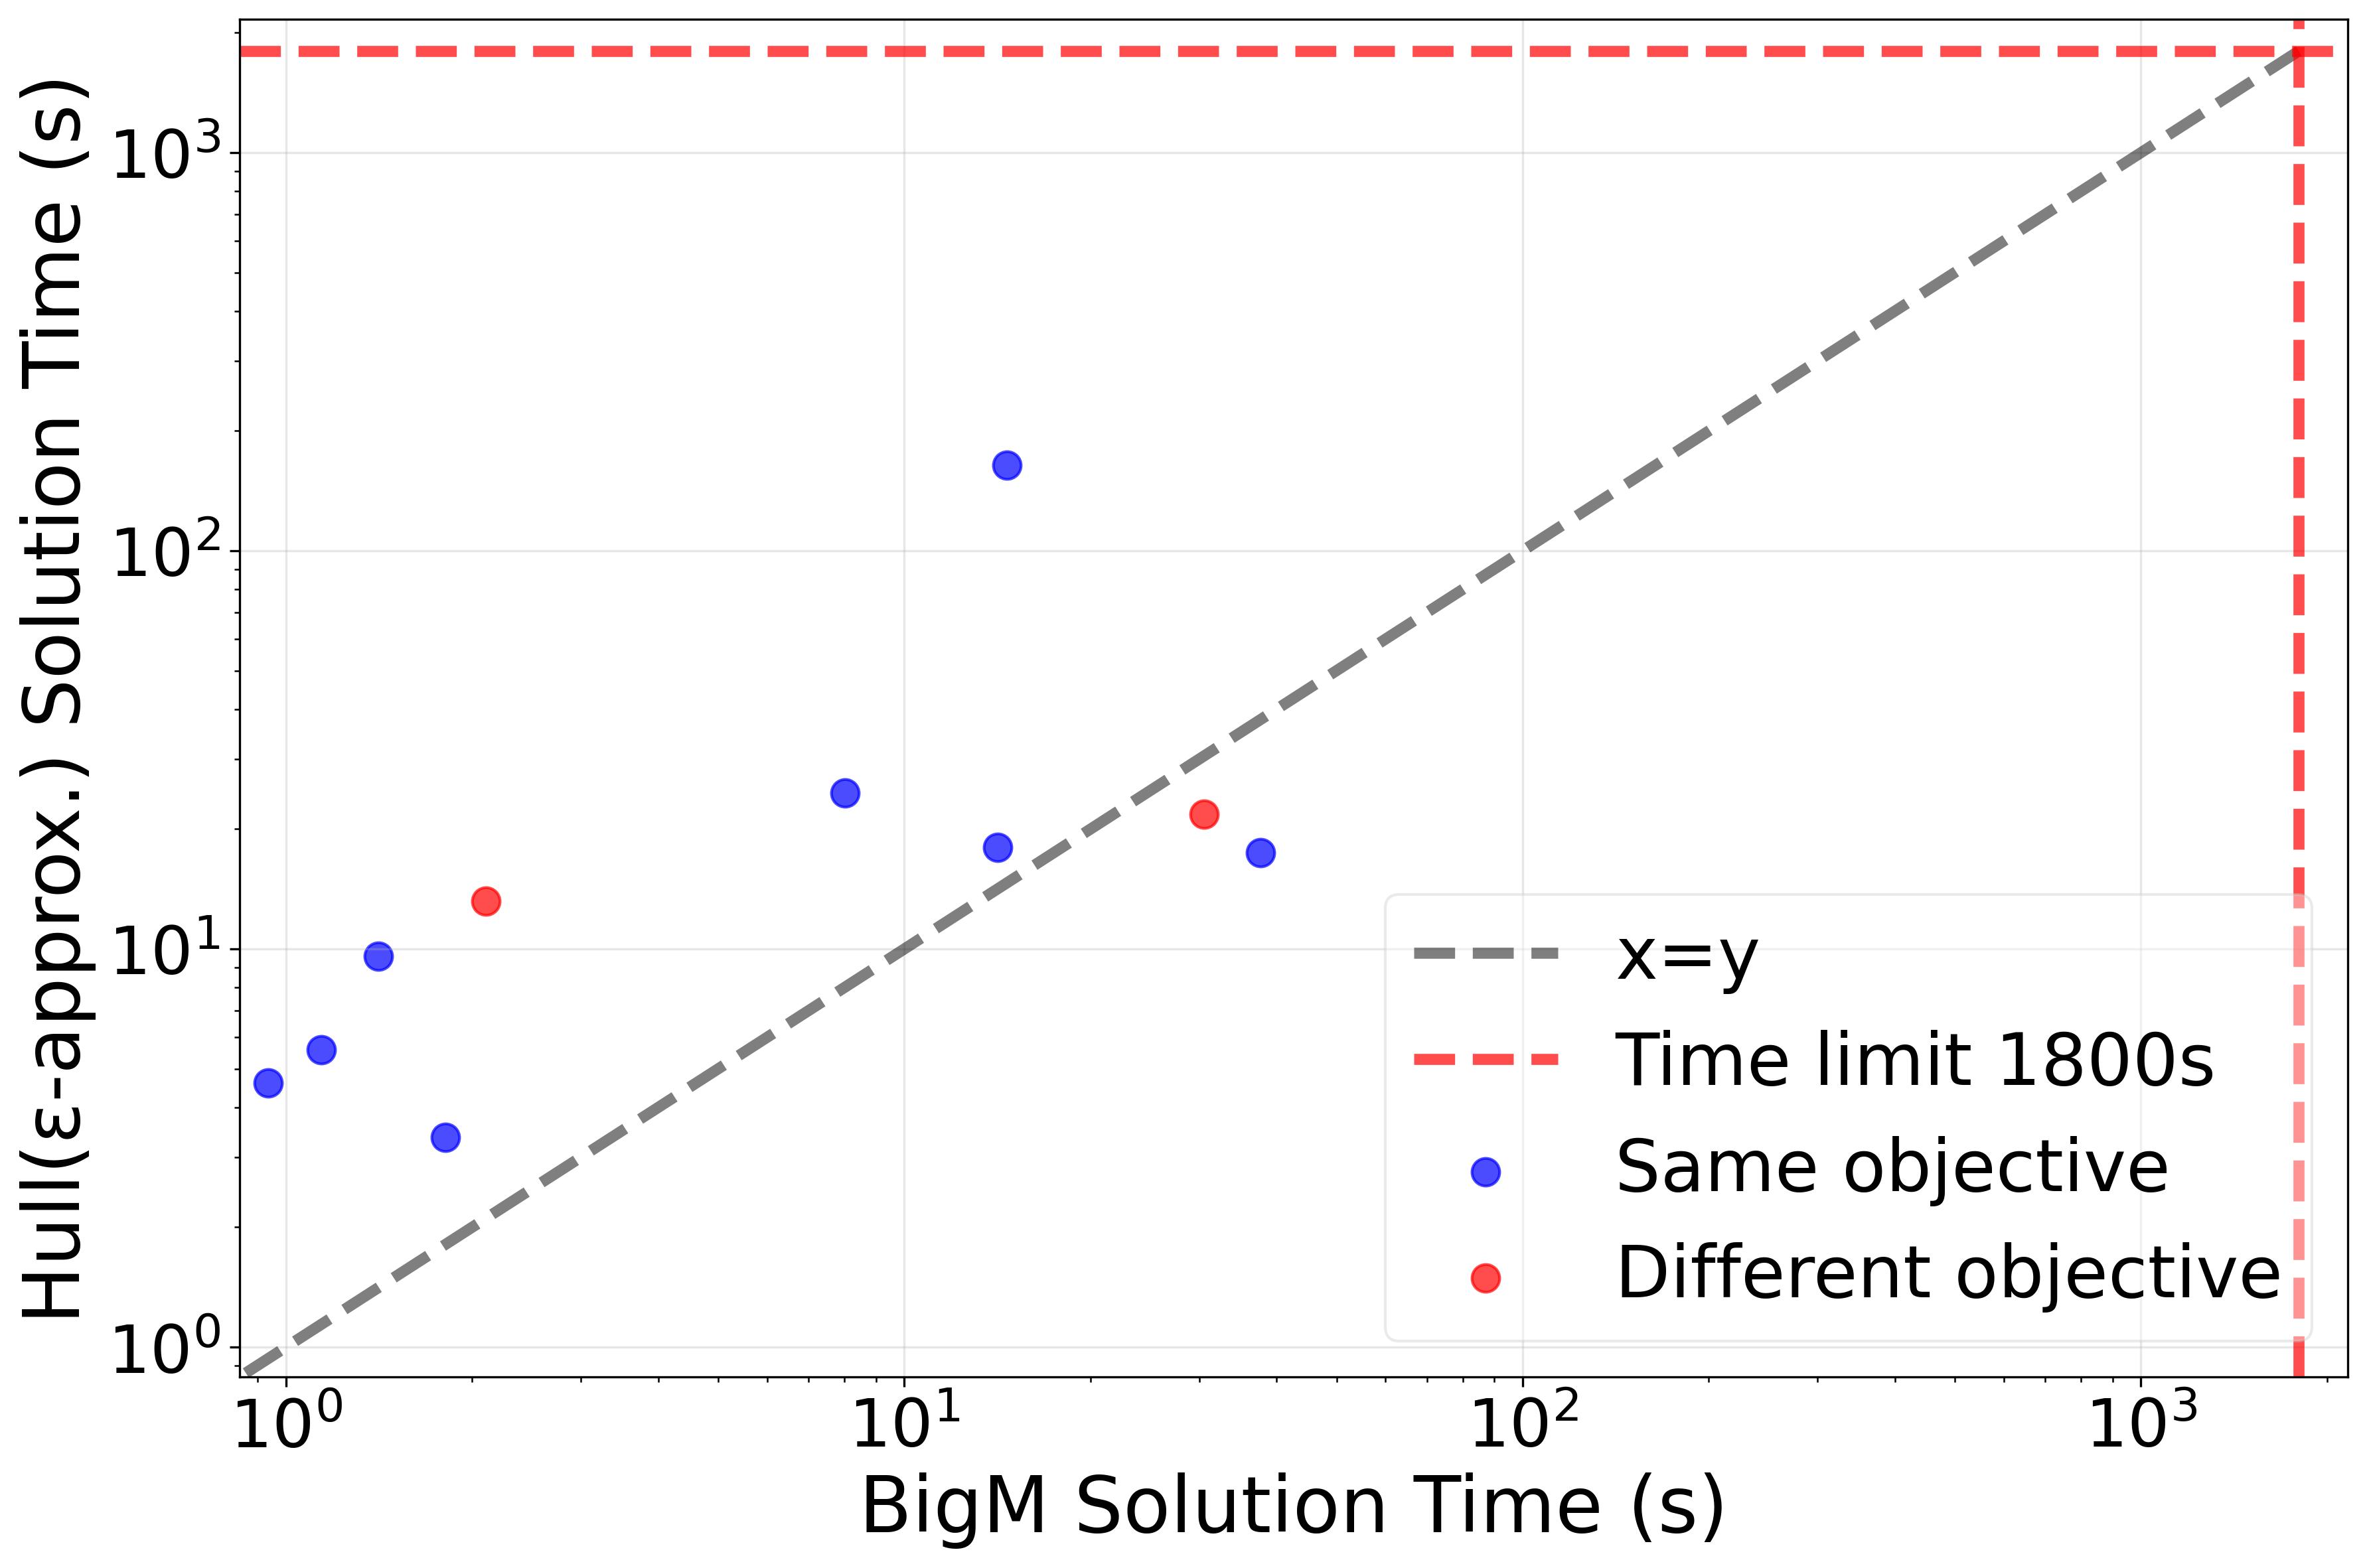 Hull(ε-approx.) Solution Time (s)
10³
10²
10¹
10⁰
x=y
Time limit 1800s
Same objective
Different objective
10⁰ 10¹ 10² 10³
BigM Solution Time (s)